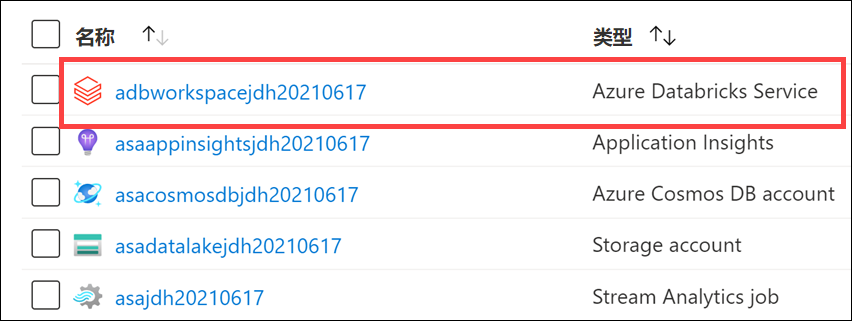 名称 类型
adbworkspacejdh20210617 Azure Databricks Service
asaappinsightsjdh20210617 Application Insights
asacosmosdbjdh20210617 Azure Cosmos DB account
asadatalakejdh20210617 Storage account
asajdh20210617 Stream Analytics job